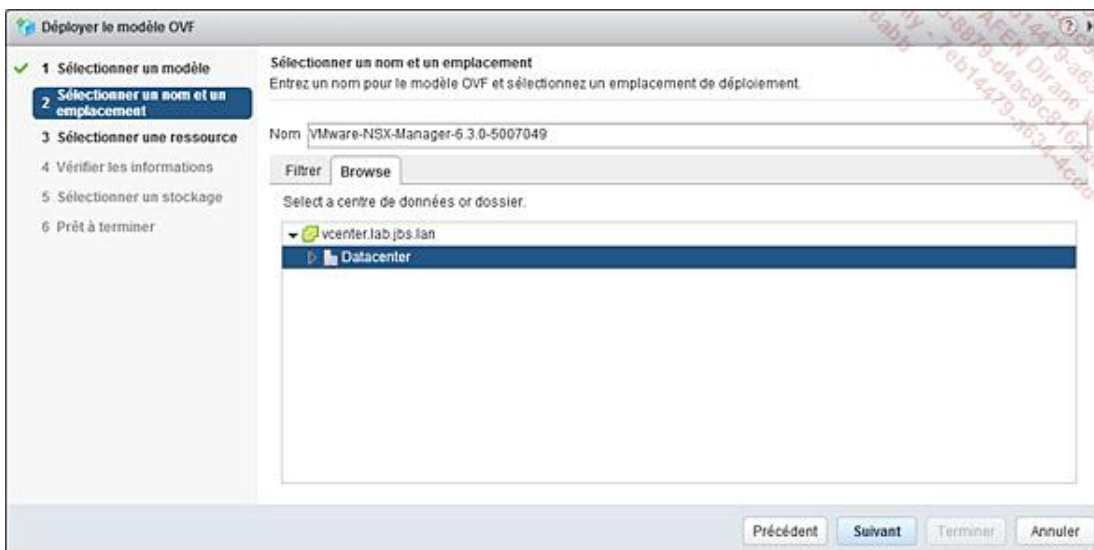 Déployer le modèle OVF
1 Sélectionner un modèle
2 Sélectionner un nom et un
emplacement
3 Sélectionner une ressource
4 Vérifier les informations
5 Sélectionner un stockage
6 Prêt à terminer
Sélectionner un nom et un emplacement
Entrez un nom pour le modèle OVF et sélectionnez un emplacement de déploiement.
Nom VMware-NSX-Manager-6.3.0-5007049
Filtrer Browse
Select a centre de données or dossier.
vcenter.lab.jbs.lan
Datacenter
Précédent Suivant Terminer Annuler